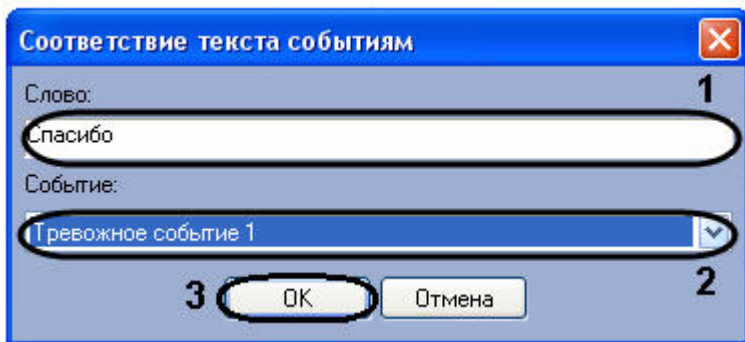 Соответствие текста событиям
Слово:
1
Спасибо
Событие:
Тревожное событие 1
2
3 OK Отмена